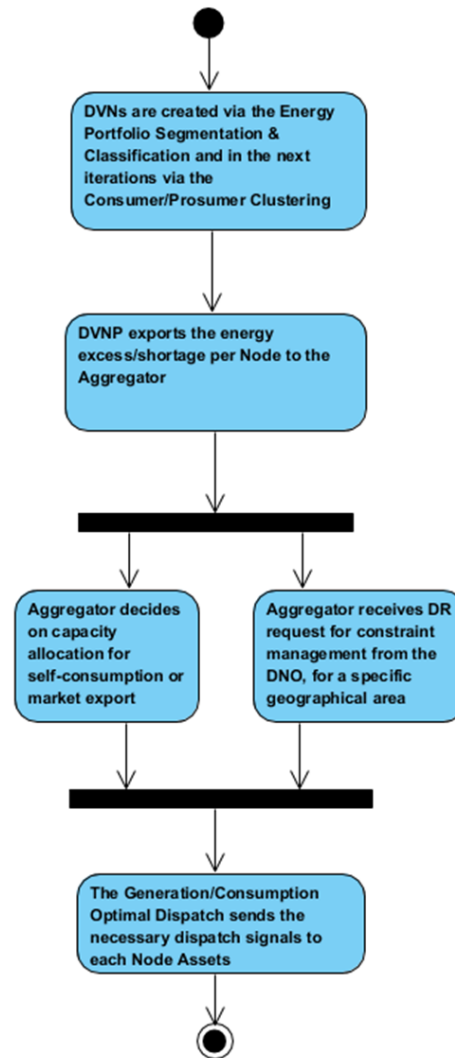 DVNs are created via the Energy
Portfolio Segmentation &
Classification and in the next
iterations via the
Consumer/Prosumer Clustering
DVNP exports the energy
excess/shortage per Node to the
Aggregator
Aggregator decides
on capacity
allocation for
self-consumption or
market export
Aggregator receives DR
request for constraint
management from the
DNO, for a specific
geographical area
The Generation/Consumption
Optimal Dispatch sends the
necessary dispatch signals to
each Node Assets